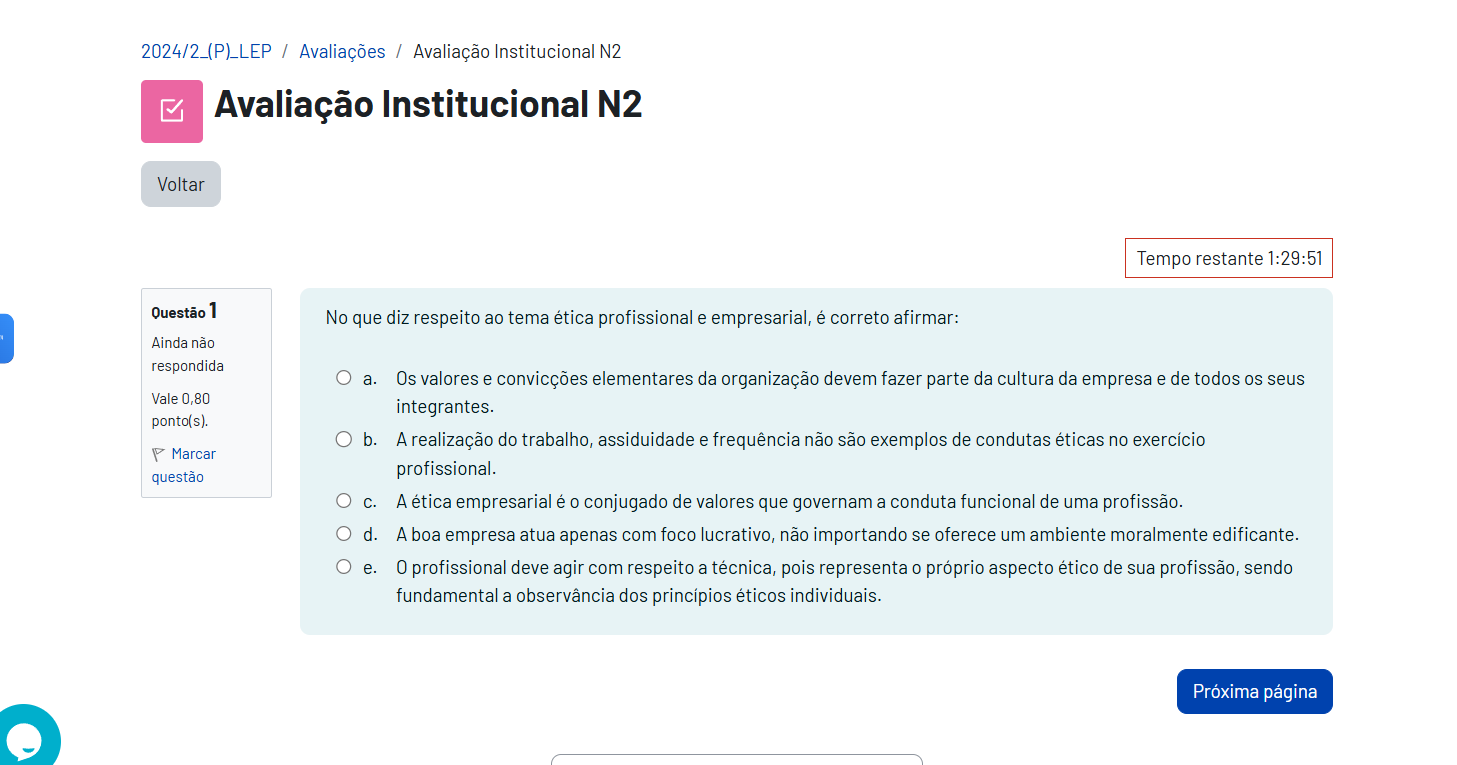 2024/2_(P)_LEP / Avaliações / Avaliação Institucional N2
Avaliação Institucional N2
Voltar
Tempo restante 1:29:51
Questão 1
Ainda não
respondida
Vale 0,80
ponto(s).
Marcar
questão
No que diz respeito ao tema ética profissional e empresarial, é correto afirmar:
a. Os valores e convicções elementares da organização devem fazer parte da cultura da empresa e de todos os seus
integrantes.
b. A realização do trabalho, assiduidade e frequência não são exemplos de condutas éticas no exercício
profissional.
c. A ética empresarial é o conjugado de valores que governam a conduta funcional de uma profissão.
d. A boa empresa atua apenas com foco lucrativo, não importando se oferece um ambiente moralmente edificante.
e. O profissional deve agir com respeito a técnica, pois representa o próprio aspecto ético de sua profissão, sendo
fundamental a observância dos princípios éticos individuais.
Próxima página